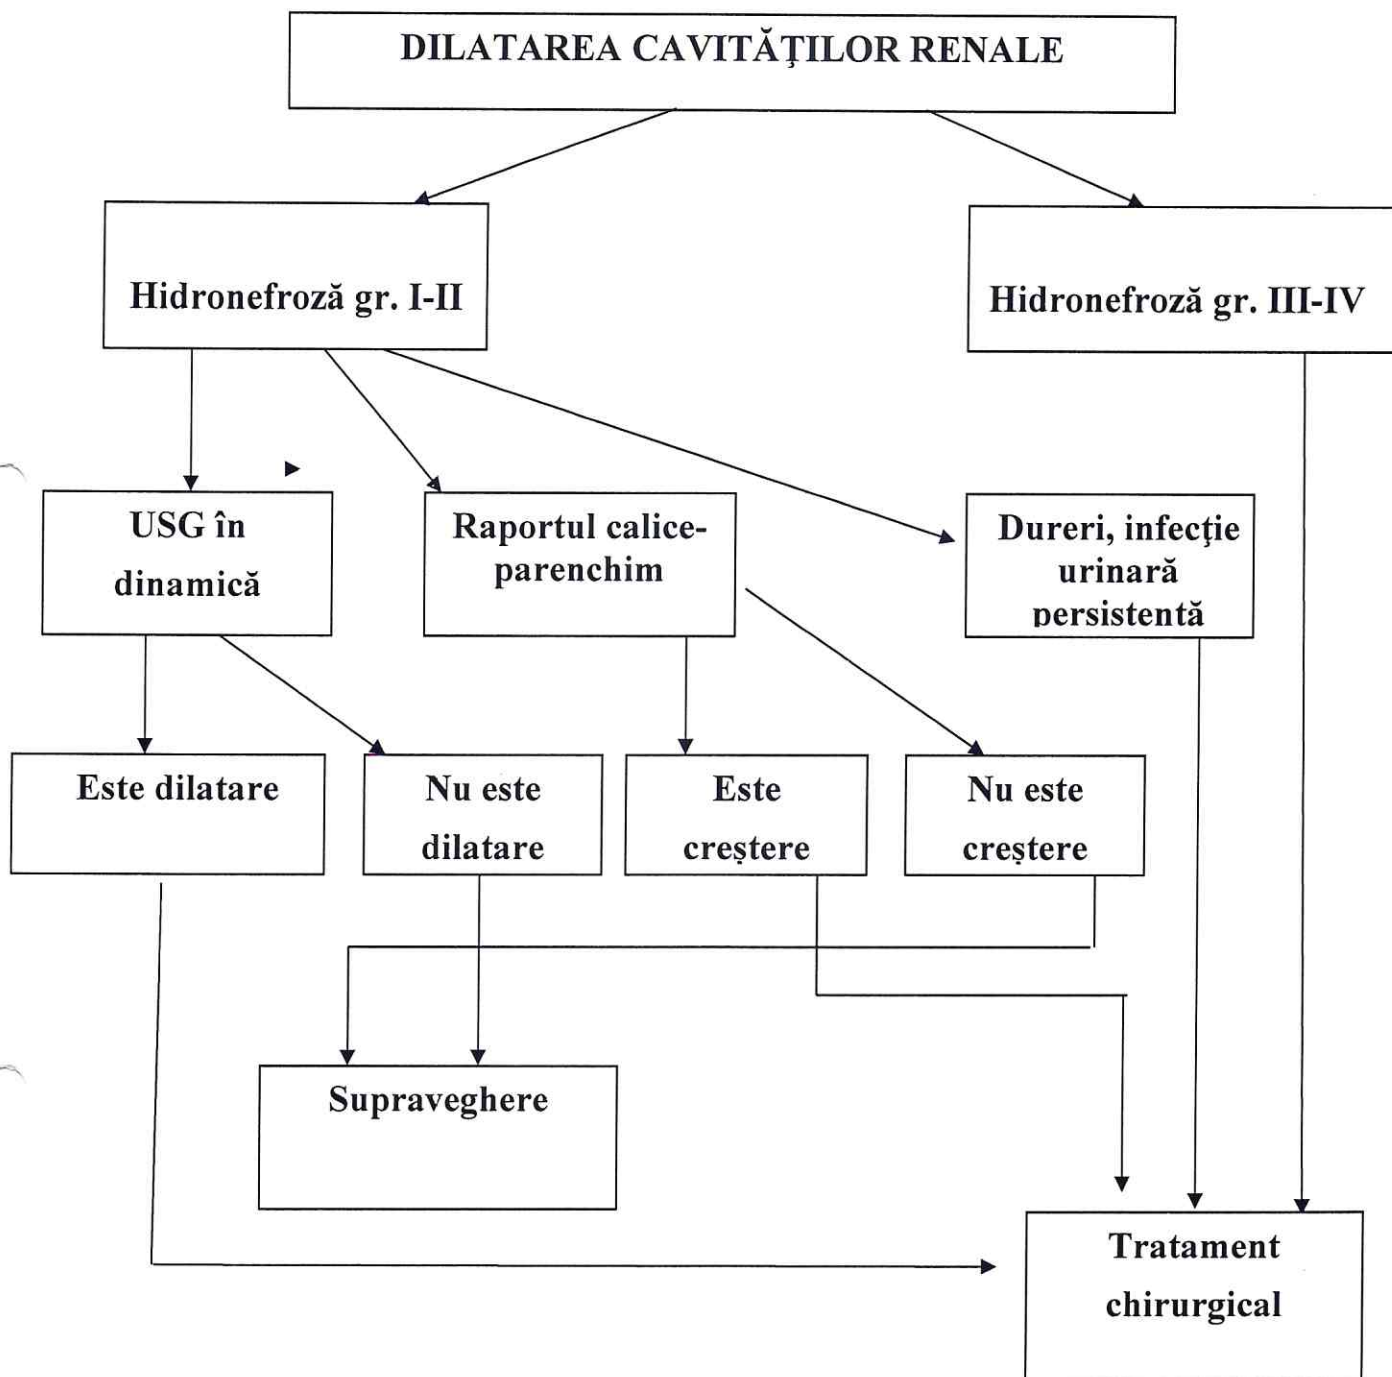 DILATAREA CAVITĂŢILOR RENALE
Hidronefroză gr. I-II
Hidronefroză gr. III-IV
USG în
dinamică
Raportul calice-
parenchim
Dureri, infecţie
urinară
persistentă
Este dilatare
Nu este
dilatare
Este
creștere
Nu este
creștere
Supraveghere
Tratament
chirurgical